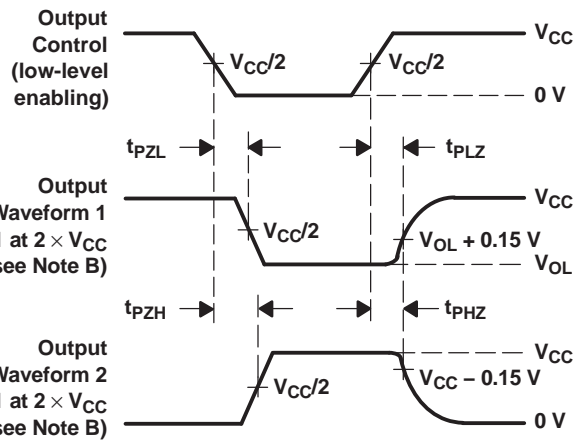 Output
Control
(low-level
enabling)
VCC/2
VCC/2
VCC
0 V
tPZL
tPLZ
Output
Waveform 1
1 at 2 × VCC
(see Note B)
VCC/2
VCC
VOL + 0.15 V
VOL
tPZH
tPHZ
Output
Waveform 2
1 at 2 × VCC
(see Note B)
VCC/2
VCC
VCC – 0.15 V
0 V